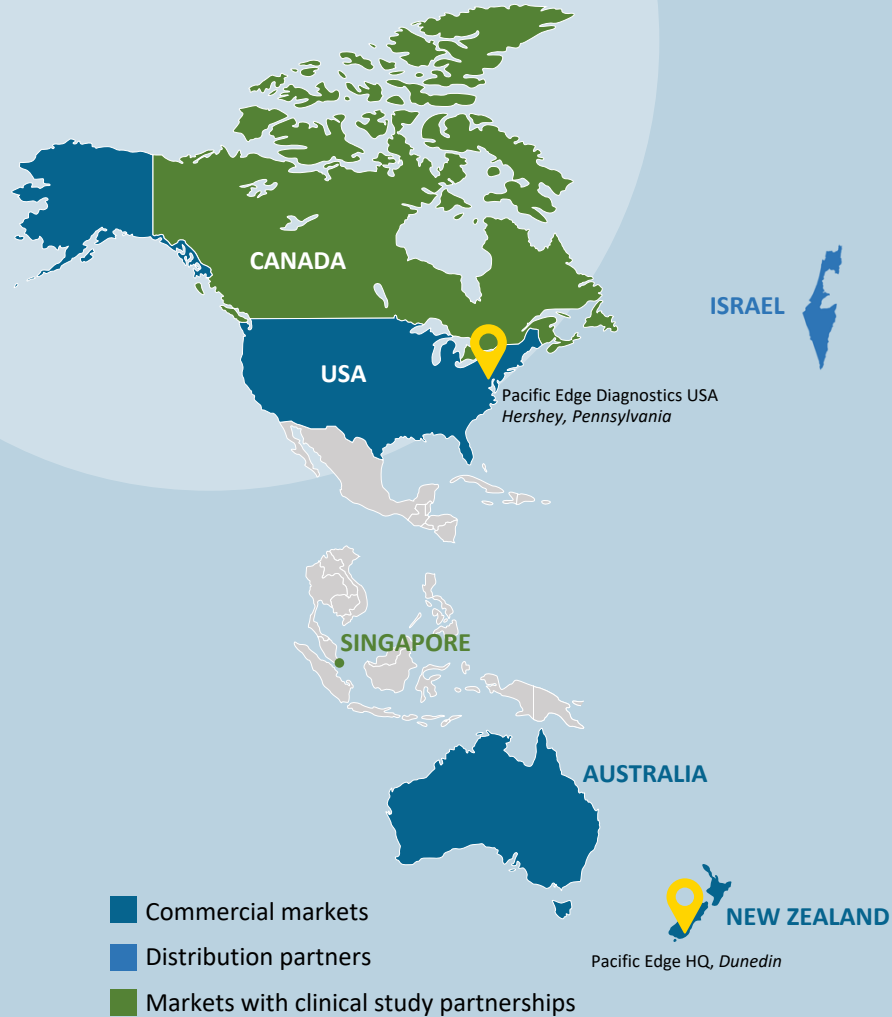 CANADA
ISRAEL
USA
Pacific Edge Diagnostics USA
Hershey, Pennsylvania
SINGAPORE
AUSTRALIA
NEW ZEALAND
Pacific Edge HQ, Dunedin
Commercial markets
Distribution partners
Markets with clinical study partnerships